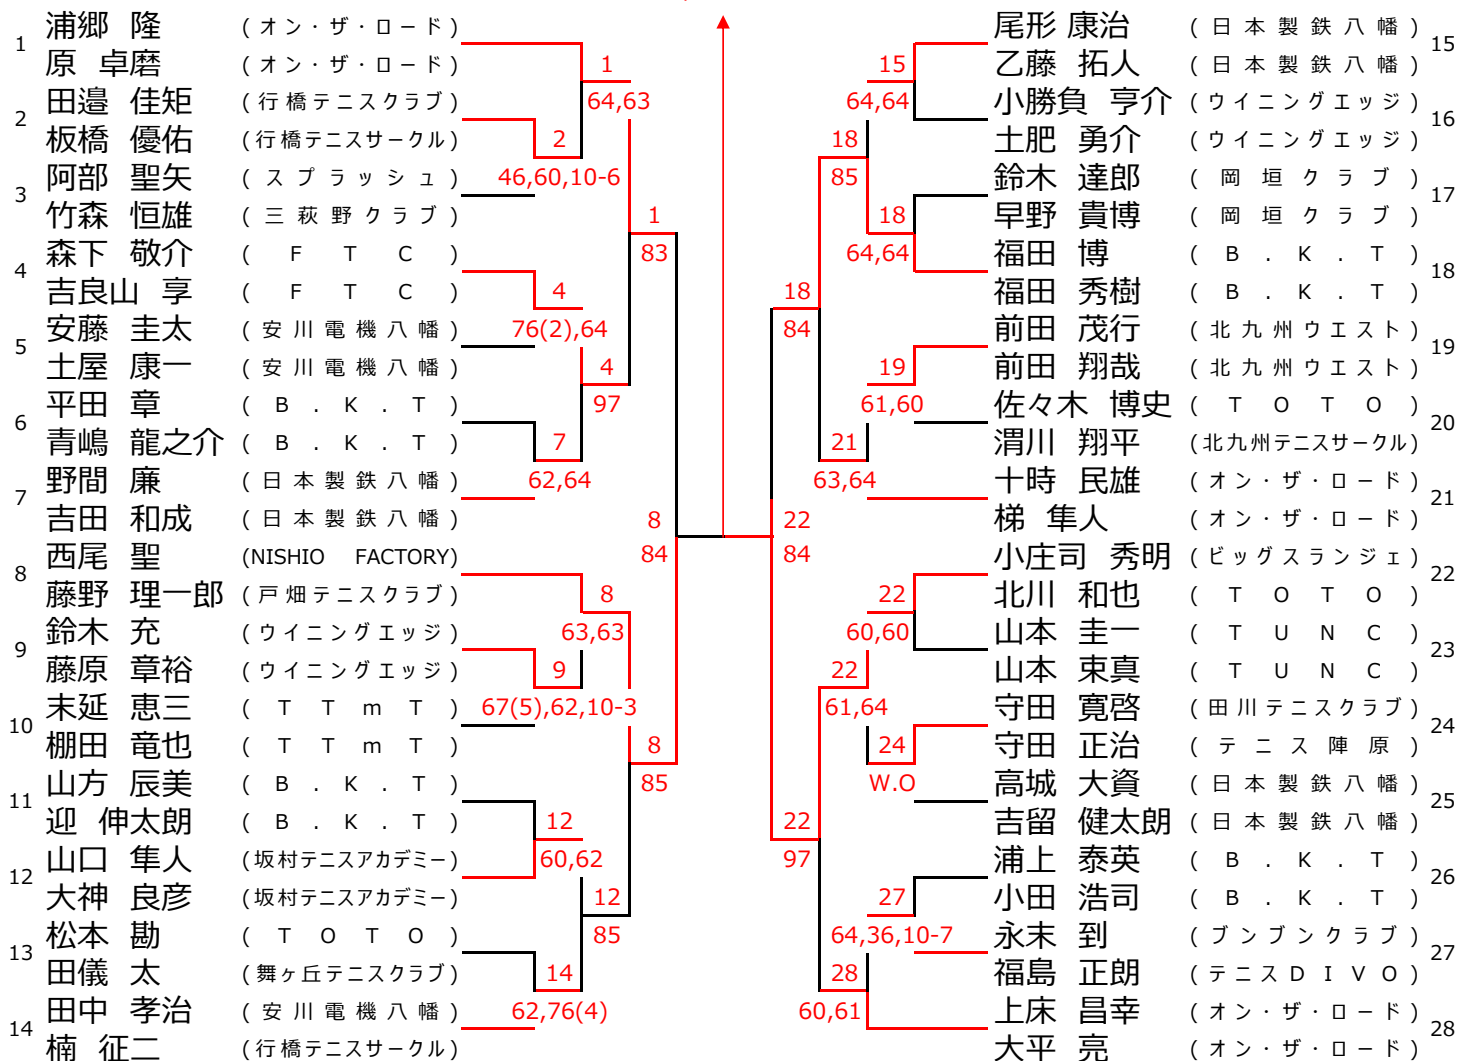 1
浦郷 隆 (オン・ザ・ロード)
原 卓磨 (オン・ザ・ロード)
2
田邉 佳矩 (行橋テニスクラブ)
板橋 優佑 (行橋テニスサークル)
3
阿部 聖矢 (スプラッシュ)
竹森 恒雄 (三萩野クラブ)
4
森下 敬介 (FTC)
吉良山 享 (FTC)
5
安藤 圭太 (安川電機八幡)
土屋 康一 (安川電機八幡)
6
平田 章 (B.K.T)
青嶋 龍之介 (B.K.T)
7
野間 廉 (日本製鉄八幡)
吉田 和成 (日本製鉄八幡)
8
西尾 聖 (NISHIO FACTORY)
藤野 理一郎 (戸畑テニスクラブ)
9
鈴木 充 (ウイニングエッジ)
藤原 章裕 (ウイニングエッジ)
10
末延 恵三 (TTmT)
棚田 竜也 (TTmT)
11
山方 辰美 (B.K.T)
迎 伸太朗 (B.K.T)
12
山口 隼人 (坂村テニスアカデミー)
大神 良彦 (坂村テニスアカデミー)
13
松本 勘 (TOTO)
田儀 太 (舞ヶ丘テニスクラブ)
14
田中 孝治 (安川電機八幡)
楠 征二 (行橋テニスサークル)
1
64,63
2
46,60,10-6
1
83
4
76(2),64
4
97
7
62,64
8
84
8
63,63
9
67(5),62,10-3
8
85
12
60,62
12
85
14
62,76(4)
15
64,64
18
85
18
64,64
18
84
19
61,60
21
63,64
22
84
22
60,60
22
61,64
24
W.O
22
97
27
64,36,10-7
28
60,61
尾形 康治 (日本製鉄八幡)
乙藤 拓人 (日本製鉄八幡)
15
小勝負 亨介 (ウイニングエッジ)
土肥 勇介 (ウイニングエッジ)
16
鈴木 達郎 (岡垣クラブ)
早野 貴博 (岡垣クラブ)
17
福田 博 (B.K.T)
福田 秀樹 (B.K.T)
18
前田 茂行 (北九州ウエスト)
前田 翔哉 (北九州ウエスト)
19
佐々木 博史 (TOTO)
渭川 翔平 (北九州テニスサークル)
20
十時 民雄 (オン・ザ・ロード)
梯 隼人 (オン・ザ・ロード)
21
小庄司 秀明 (ビッグスランジェ)
北川 和也 (TOTO)
22
山本 圭一 (TUNC)
山本 束真 (TUNC)
23
守田 寛啓 (田川テニスクラブ)
守田 正治 (テニス陣原)
24
高城 大資 (日本製鉄八幡)
吉留 健太朗 (日本製鉄八幡)
25
浦上 泰英 (B.K.T)
小田 浩司 (B.K.T)
26
永末 到 (ブンブンクラブ)
福島 正朗 (テニスDIVO)
27
上床 昌幸 (オン・ザ・ロード)
大平 亮 (オン・ザ・ロード)
28